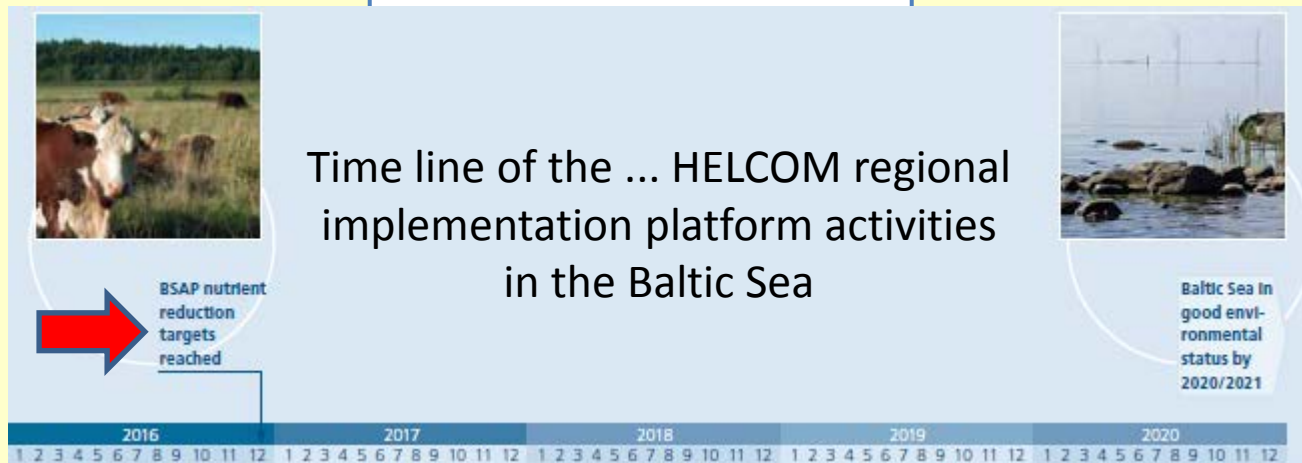 Time line of the ... HELCOM regional
implementation platform activities
in the Baltic Sea
BSAP nutrient
reduction
targets
reached
Baltic Sea in
good envi-
ronmental
status by
2020/2021
2016 2017 2018 2019 2020
1 2 3 4 5 6 7 8 9 10 11 12 1 2 3 4 5 6 7 8 9 10 11 12 1 2 3 4 5 6 7 8 9 10 11 12 1 2 3 4 5 6 7 8 9 10 11 12 1 2 3 4 5 6 7 8 9 10 11 12